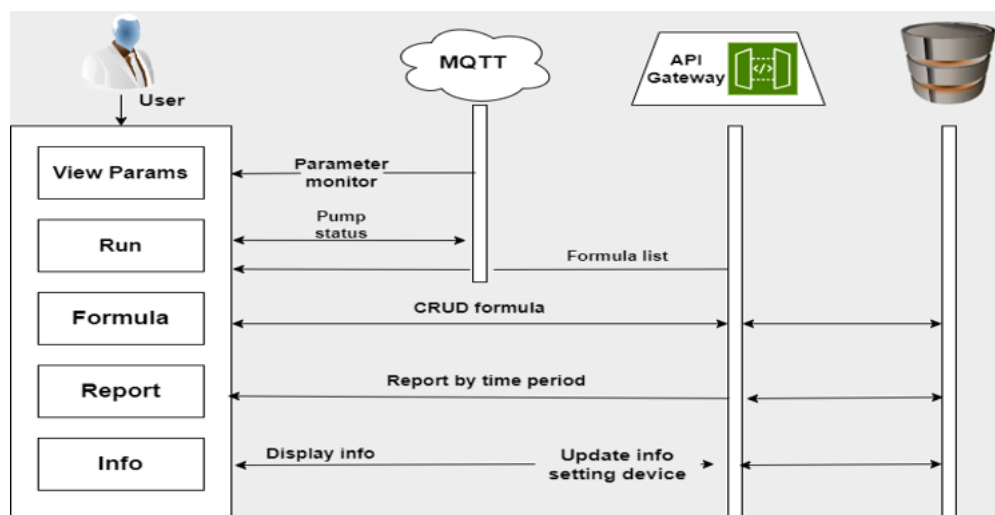 MQTT
API
Gateway
</>
User
View Params
Parameter
monitor
Run
Pump
status
Formula list
Formula
CRUD formula
Report
Report by time period
Info
Display info
Update info
setting device